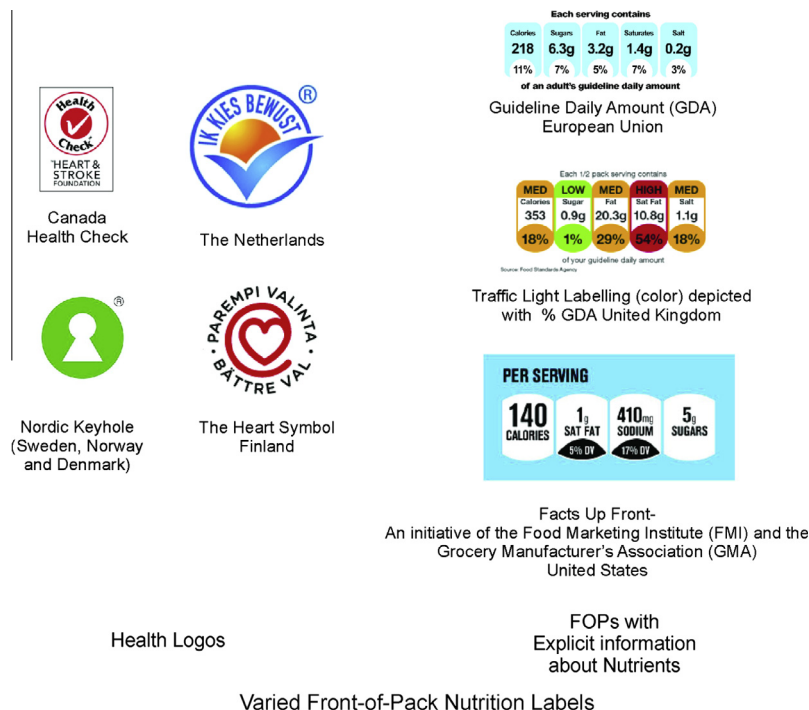 Health
Check™
HEART &
STROKE
FOUNDATION
Canada
Health Check
IK KIES BEWUST
®
The Netherlands
®
Nordic Keyhole
(Sweden, Norway
and Denmark)
PAREMPI VALINTA
BÄTTRE VAL
The Heart Symbol
Finland
Health Logos
Each serving contains
Calories Sugars Fat Saturates Salt
218 6.3g 3.2g 1.4g 0.2g
11% 7% 5% 7% 3%
of an adult's guideline daily amount
Guideline Daily Amount (GDA)
European Union
Each 1/2 pack serving contains
MED LOW MED HIGH MED
Calories Sugar Fat Sat Fat Salt
353 0.9g 20.3g 10.8g 1.1g
18% 1% 29% 54% 18%
of your guideline daily amount
Source: Food Standards Agency
Traffic Light Labelling (color) depicted
with % GDA United Kingdom
PER SERVING
140 1g 410mg 5g
CALORIES SAT FAT SODIUM SUGARS
5% DV 17% DV
Facts Up Front-
An initiative of the Food Marketing Institute (FMI) and the
Grocery Manufacturer's Association (GMA)
United States
FOPs with
Explicit information
about Nutrients
Varied Front-of-Pack Nutrition Labels